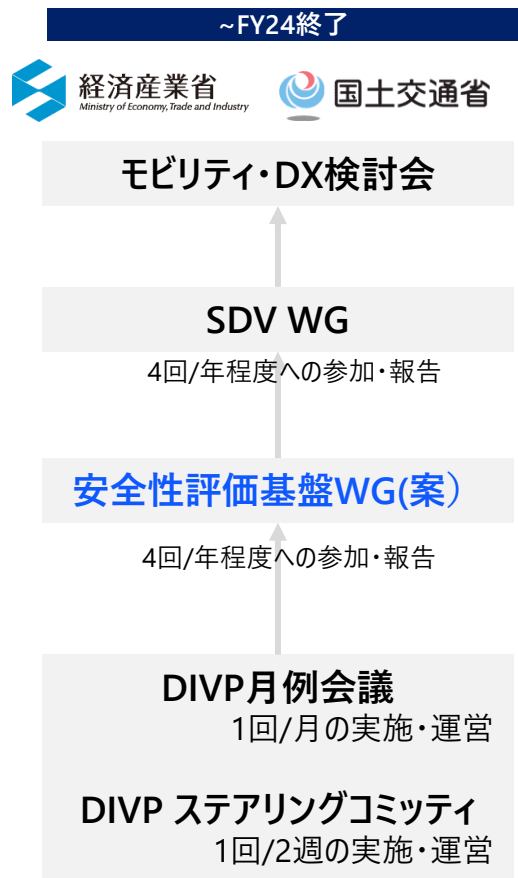 ~FY24終了
経済産業省
Ministry of Economy, Trade and Industry
国土交通省
モビリティ・DX検討会
SDV WG
4回/年程度への参加・報告
安全性評価基盤WG(案）
4回/年程度への参加・報告
DIVP月例会議
1回/月の実施・運営
DIVP ステアリングコミッティ
1回/2週の実施・運営